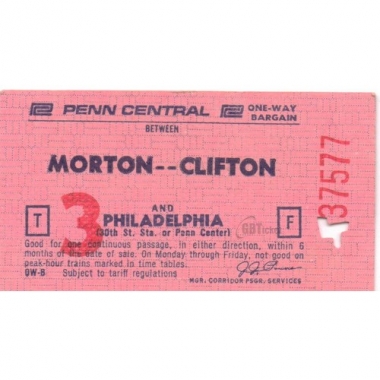 PENN CENTRAL
ONE-WAY
BARGAIN
BETWEEN
MORTON--CLIFTON
AND
T
3
PHILADELPHIA
F
(30th St. Sta. or Penn Center)
GBTickets
Good for one continuous passage, in either direction, within 6
months of the date of sale. On Monday through Friday, not good on
peak-hour trains marked in time tables.
OW-B Subject to tariff regulations
MGR. CORRIDOR PSGR. SERVICES
37577